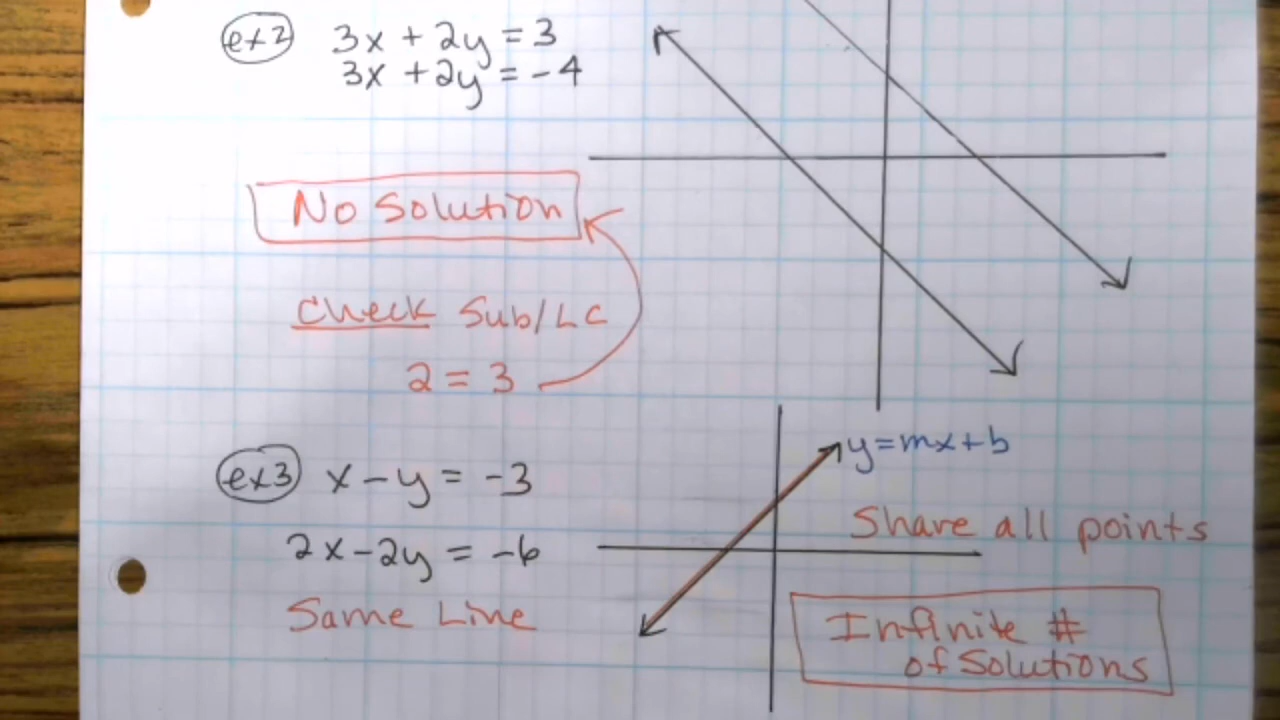 ex2 3x + 2y = 3
3x + 2y = -4
No Solution
Check Sub/LC
2 = 3
ex3 x - y = -3
y=mx+b
Share all points
2x-2y = -6
Same Line
Infinite #
of Solutions